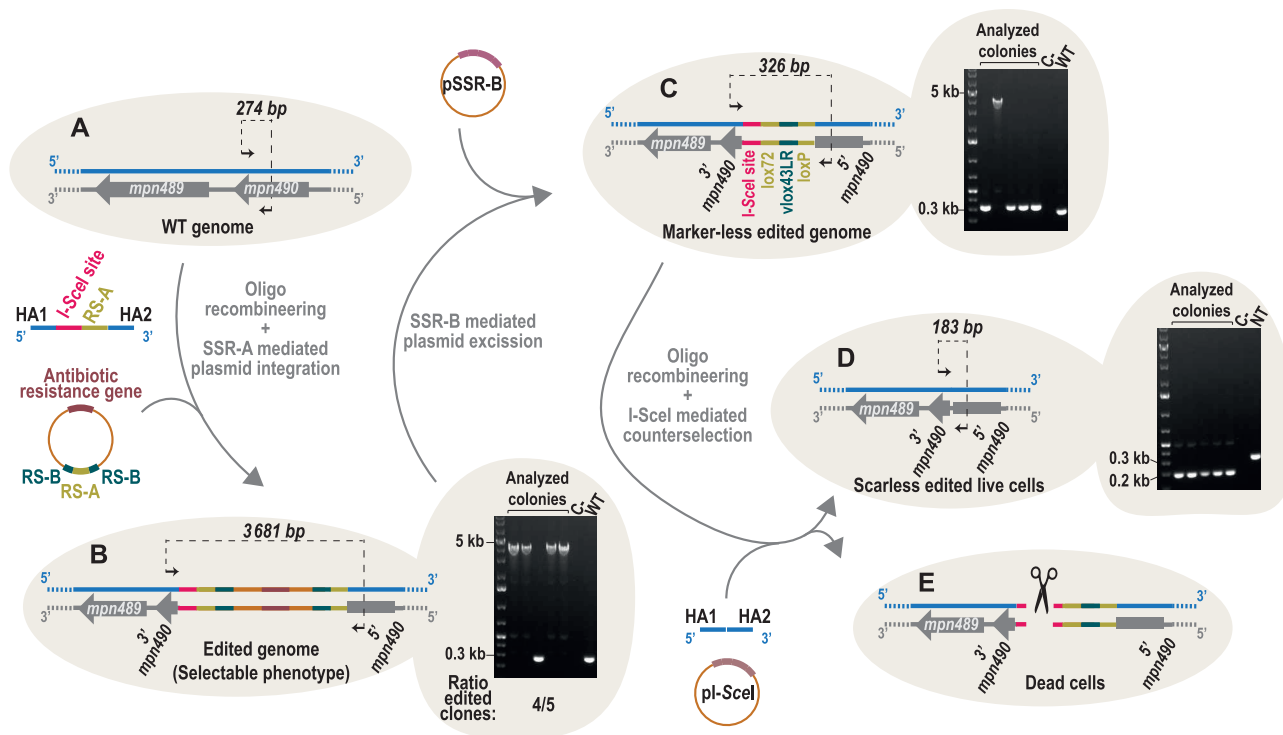 A
274 bp
5'
3'
mpn489
mpn490
3'
5'
WT genome
HA1
I-SceI site
RS-A
HA2
5'
3'
Antibiotic
resistance gene
RS-B
RS-A
RS-B
Oligo
recombineering
+
SSR-A mediated
plasmid integration
B
3681 bp
5'
3'
mpn489
3'
mpn490
5'
mpn490
3'
5'
Edited genome
(Selectable phenotype)
Analyzed
colonies
C-
WT
5 kb
0.3 kb
Ratio
edited
clones:
4/5
pSSR-B
SSR-B mediated
plasmid excission
C
326 bp
5'
3'
mpn489
3'
mpn490
I-SceI site
lox72
vlox43LR
loxP
5'
mpn490
3'
5'
Marker-less edited genome
Analyzed
colonies
C-
WT
5 kb
0.3 kb
Oligo
recombineering
+
I-SceI mediated
counterselection
HA1
HA2
5'
3'
pI-SceI
D
183 bp
5'
3'
mpn489
3'
mpn490
5'
mpn490
3'
5'
Scarless edited live cells
Analyzed
colonies
C-
NT
0.3 kb
0.2 kb
E
5'
3'
mpn489
3'
mpn490
5'
mpn490
3'
5'
Dead cells